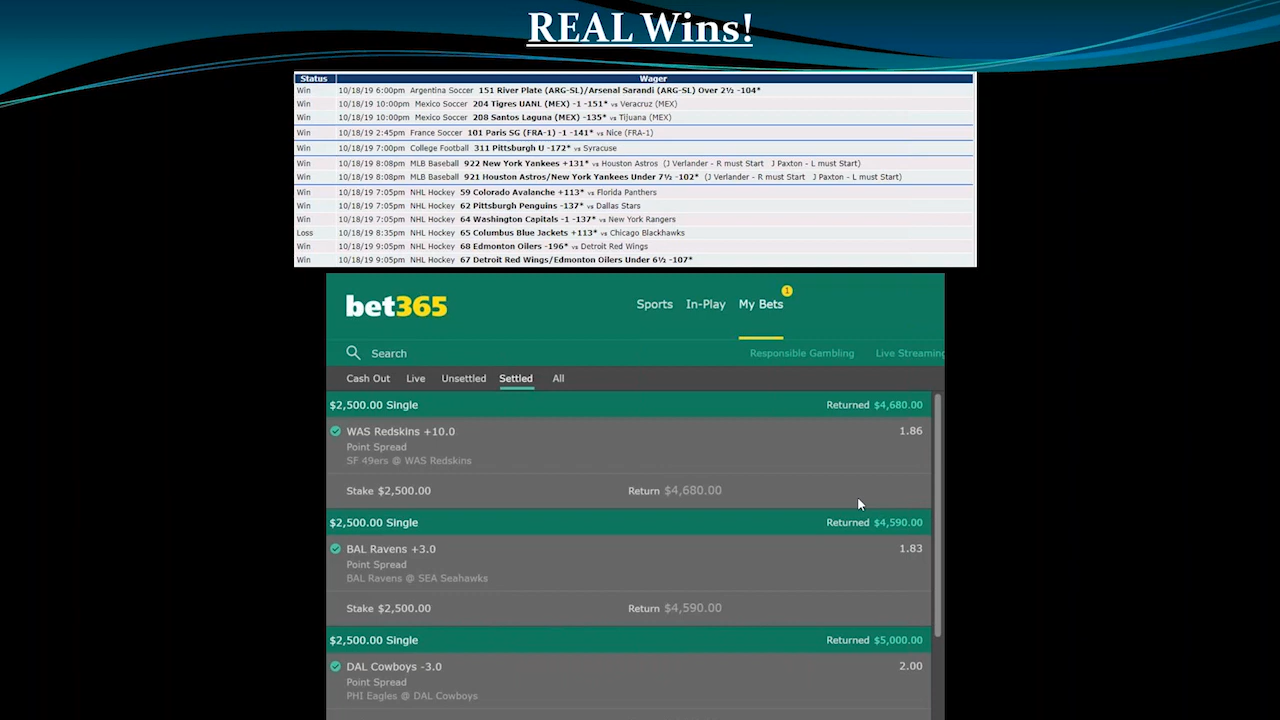 REAL Wins!
Status Wager
Win 10/18/19 6:00pm Argentina Soccer 151 River Plate (ARG-SL)/Arsenal Sarandi (ARG-SL) Over 2½ -104*
Win 10/18/19 10:00pm Mexico Soccer 204 Tigres UANL (MEX) -1 -151* vs Veracruz (MEX)
Win 10/18/19 10:00pm Mexico Soccer 208 Santos Laguna (MEX) -135* vs Tijuana (MEX)
Win 10/18/19 2:45pm France Soccer 101 Paris SG (FRA-1) -1 -141* vs Nice (FRA-1)
Win 10/18/19 7:00pm College Football 311 Pittsburgh U -172* vs Syracuse
Win 10/18/19 8:08pm MLB Baseball 922 New York Yankees +131* vs Houston Astros (J Verlander - R must Start J Paxton - L must Start)
Win 10/18/19 8:08pm MLB Baseball 921 Houston Astros/New York Yankees Under 7½ -102* (J Verlander - R must Start J Paxton - L must Start)
Win 10/18/19 7:05pm NHL Hockey 59 Colorado Avalanche +113* vs Florida Panthers
Win 10/18/19 7:05pm NHL Hockey 62 Pittsburgh Penguins -137* vs Dallas Stars
Win 10/18/19 7:05pm NHL Hockey 64 Washington Capitals -1 -137* vs New York Rangers
Loss 10/18/19 8:35pm NHL Hockey 65 Columbus Blue Jackets +113* vs Chicago Blackhawks
Win 10/18/19 9:05pm NHL Hockey 68 Edmonton Oilers -196* vs Detroit Red Wings
Win 10/18/19 9:05pm NHL Hockey 67 Detroit Red Wings/Edmonton Oilers Under 6½ -107*
1
bet365 Sports In-Play My Bets
Search Responsible Gambling Live Streaming
Cash Out Live Unsettled Settled All
$2,500.00 Single Returned $4,680.00
WAS Redskins +10.0 1.86
Point Spread
SF 49ers @ WAS Redskins
Stake $2,500.00 Return $4,680.00
$2,500.00 Single Returned $4,590.00
BAL Ravens +3.0 1.83
Point Spread
BAL Ravens @ SEA Seahawks
Stake $2,500.00 Return $4,590.00
$2,500.00 Single Returned $5,000.00
DAL Cowboys -3.0 2.00
Point Spread
PHI Eagles @ DAL Cowboys